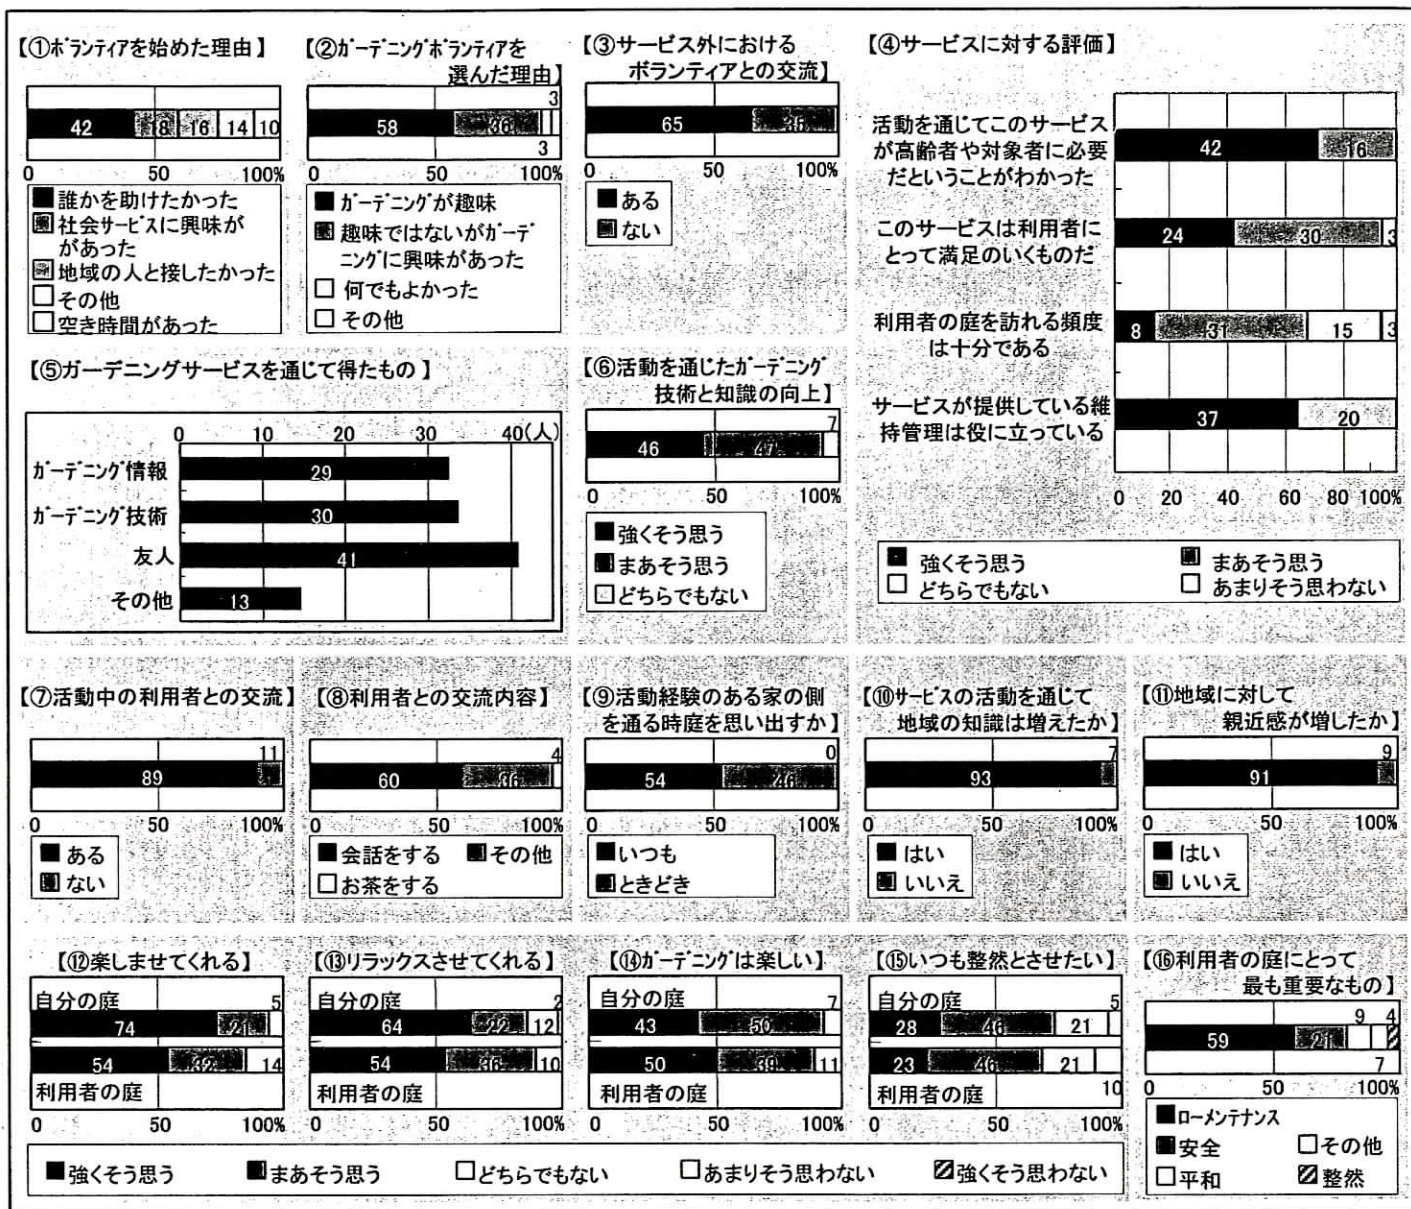 【①ボランティアを始めた理由】
42 18 16 14 10
0 50 100%
■誰かを助けたかった
社会サービスに興味が
があった
地域の人と接したかった
□その他
□空き時間があった
【②ガーデニングボランティアを
選んだ理由】
3
58 36
3
0 50 100%
■ガーデニングが趣味
趣味ではないがガーデ
ニングに興味があった
□ 何でもよかった
□ その他
【③サービス外における
ボランティアとの交流】
65 35
0 50 100%
■ある
ない
【④サービスに対する評価】
活動を通じてこのサービス
が高齢者や対象者に必要
だということがわかった
42 16
このサービスは利用者に
とって満足のいくものだ
24 30 3
利用者の庭を訪れる頻度
は十分である
8 31 15 3
サービスが提供している維
持管理は役に立っている
37 20
0 20 40 60 80 100%
■ 強くそう思う まあそう思う
□ どちらでもない □ あまりそう思わない
【⑤ガーデニングサービスを通じて得たもの】
0 10 20 30 40(人)
ガーデニング情報 29
ガーデニング技術 30
友人 41
その他 13
【⑥活動を通じたガーデニング
技術と知識の向上】
7
46 47
0 50 100%
■強くそう思う
まあそう思う
□どちらでもない
【⑦活動中の利用者との交流】
11
89
0 50 100%
■ある
ない
【⑧利用者との交流内容】
4
60 36
0 50 100%
■会話をする その他
□お茶をする
【⑨活動経験のある家の側
を通る時庭を思い出すか】
0
54 46
0 50 100%
■いつも
ときどき
【⑩サービスの活動を通じて
地域の知識は増えたか】
7
93
0 50 100%
■ はい
いいえ
【⑪地域に対して
親近感が増したか】
9
91
0 50 100%
■ はい
いいえ
【⑫楽しませてくれる】
自分の庭 5
74 21
54 32 14
利用者の庭
0 50 100%
【⑬リラックスさせてくれる】
自分の庭 2
64 22 12
54 36 10
利用者の庭
0 50 100%
【⑭ガーデニングは楽しい】
自分の庭 7
43 50
50 39 11
利用者の庭
0 50 100%
【⑮いつも整然とさせたい】
自分の庭 5
28 46 21
23 46 21
利用者の庭 10
0 50 100%
【⑯利用者の庭にとって
最も重要なもの】
9 4
59 21
7
0 50 100%
■ローメンテナンス
安全 □その他
□平和 整然
■強くそう思う まあそう思う □どちらでもない □あまりそう思わない 強くそう思わない